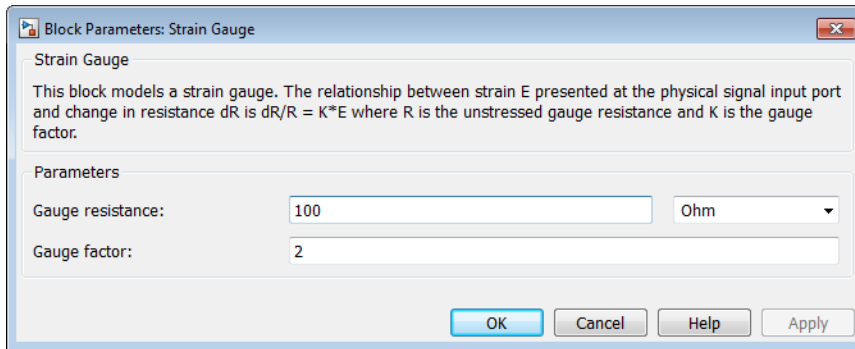 Block Parameters: Strain Gauge
Strain Gauge
This block models a strain gauge. The relationship between strain E presented at the physical signal input port
and change in resistance dR is dR/R = K*E where R is the unstressed gauge resistance and K is the gauge
factor.
Parameters
Gauge resistance: 100 Ohm
Gauge factor: 2
OK Cancel Help Apply